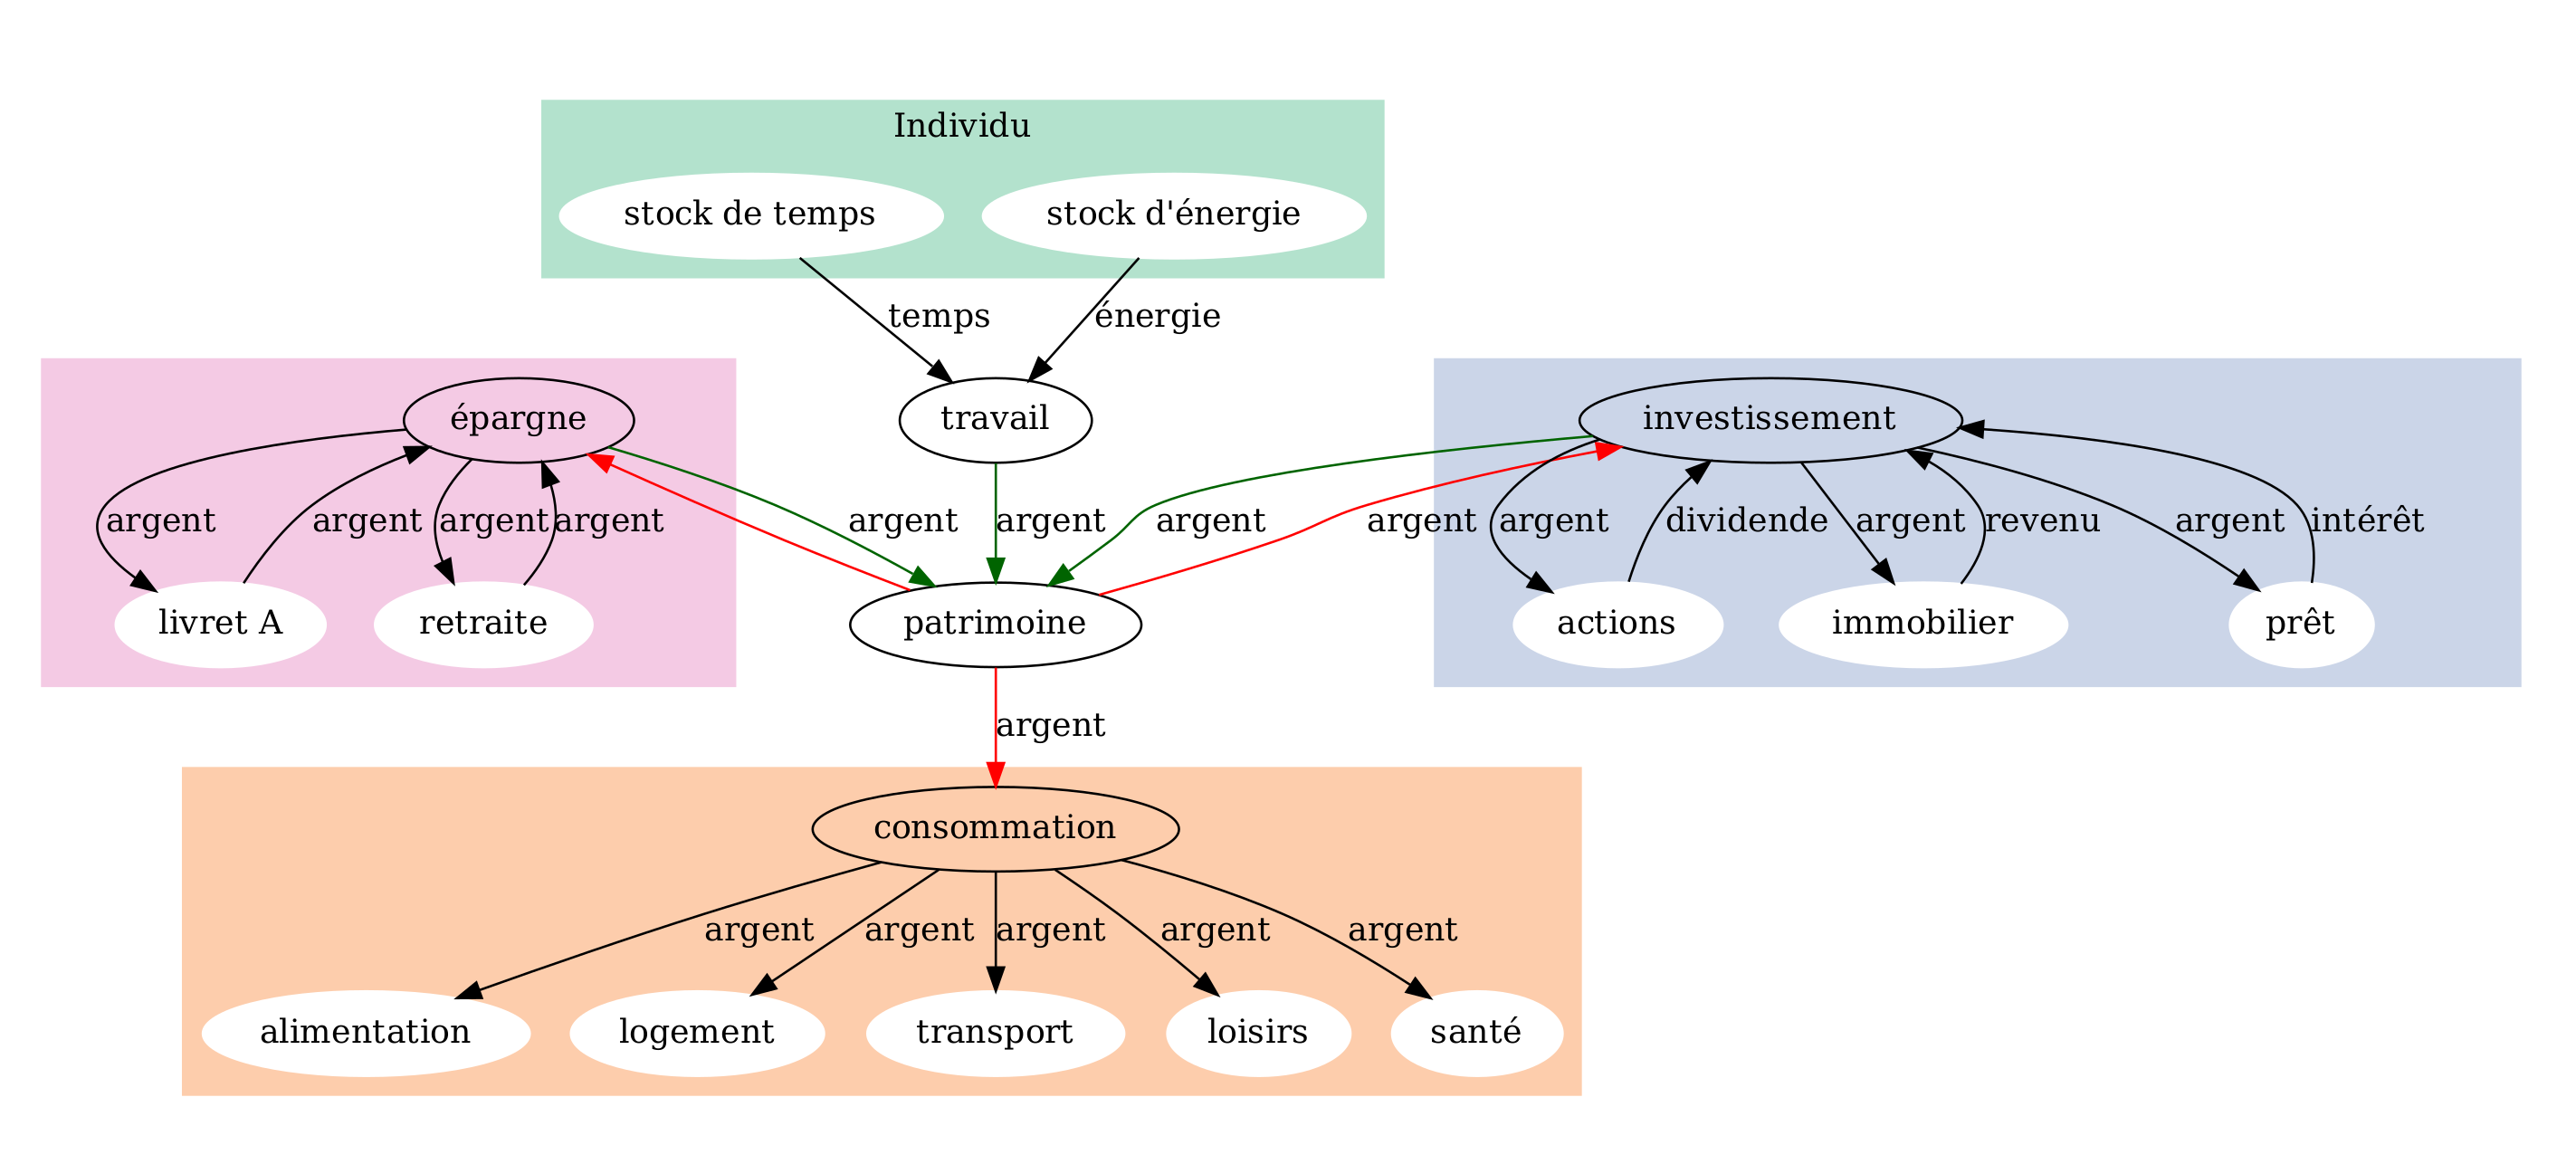 Individu
stock de temps
stock d'énergie
temps
énergie
épargne
travail
investissement
argent
argent
argent
argent
argent
argent
argent
argent
argent
dividende
argent
revenu
argent
intérêt
livret A
retraite
patrimoine
actions
immobilier
prêt
argent
consommation
argent
argent
argent
argent
argent
alimentation
logement
transport
loisirs
santé